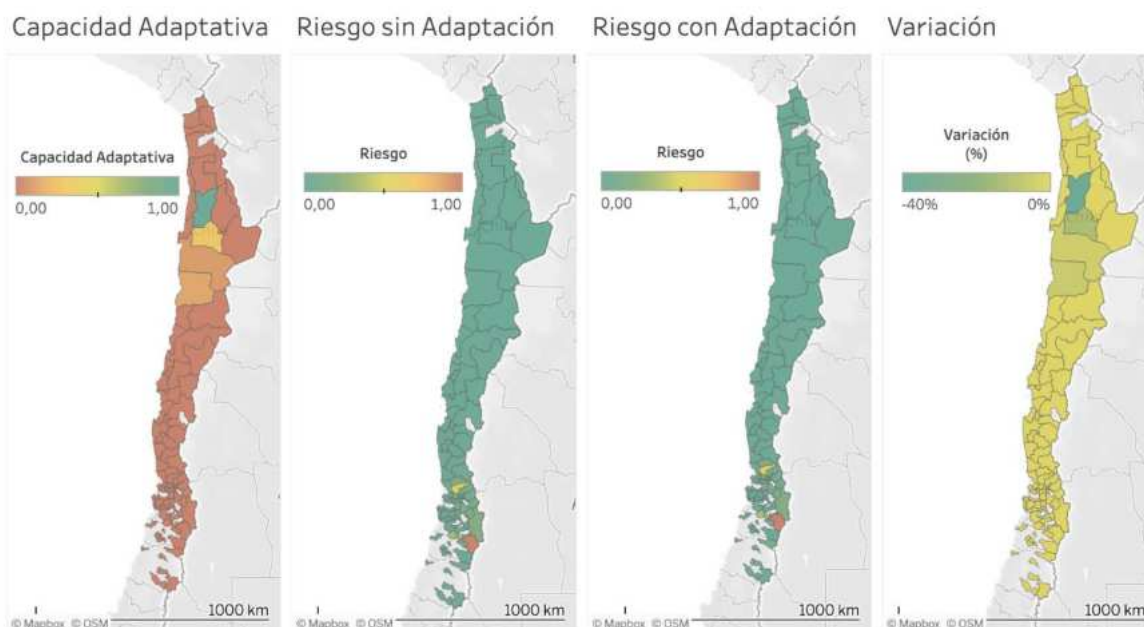 Capacidad Adaptativa
Riesgo sin Adaptación
Riesgo con Adaptación
Variación
Capacidad Adaptativa
0,00 1,00
Riesgo
0,00 1,00
Riesgo
0,00 1,00
Variación
(%)
-40% 0%
1000 km
© Mapbox © OSM
1000 km
© Mapbox © OSM
1000 km
© Mapbox © OSM
1000 km
© Mapbox © OSM